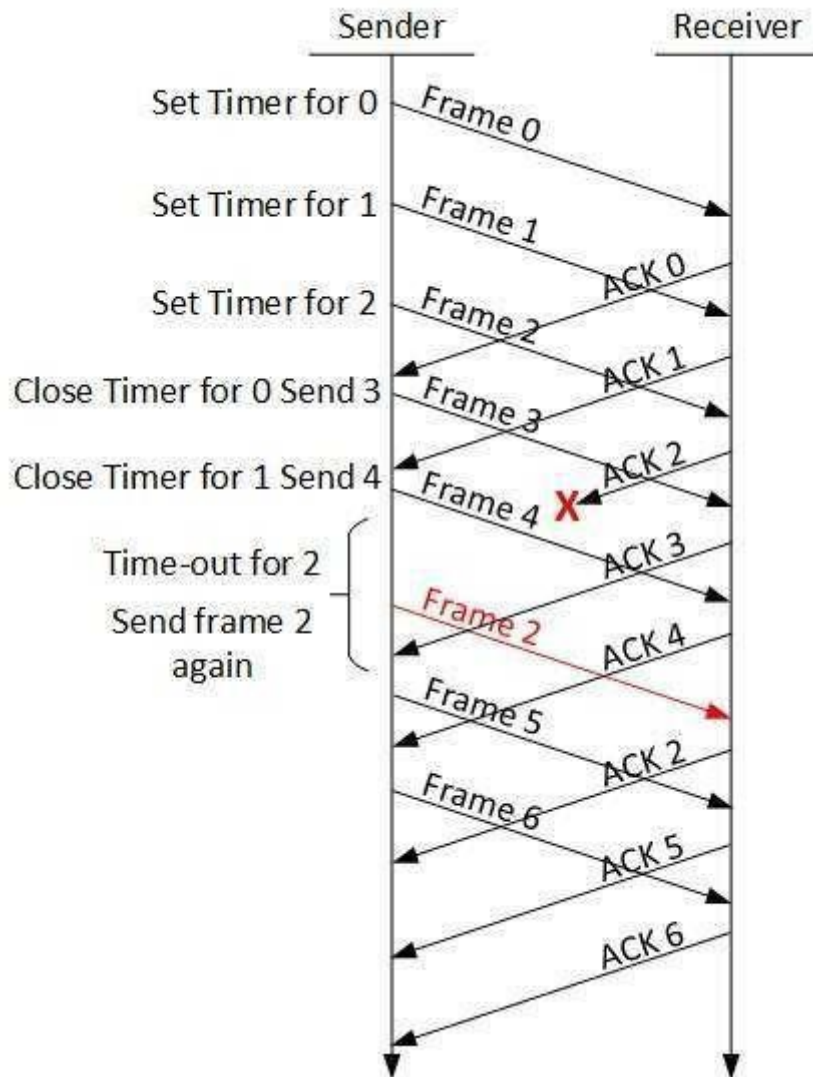 Sender
Receiver
Set Timer for 0
Frame 0
Set Timer for 1
Frame 1
ACK 0
Set Timer for 2
Frame 2
ACK 1
Close Timer for 0 Send 3
Frame 3
ACK 2
Close Timer for 1 Send 4
Frame 4
X
ACK 3
Time-out for 2
Send frame 2
again
Frame 2
ACK 4
Frame 5
ACK 2
Frame 6
ACK 5
ACK 6